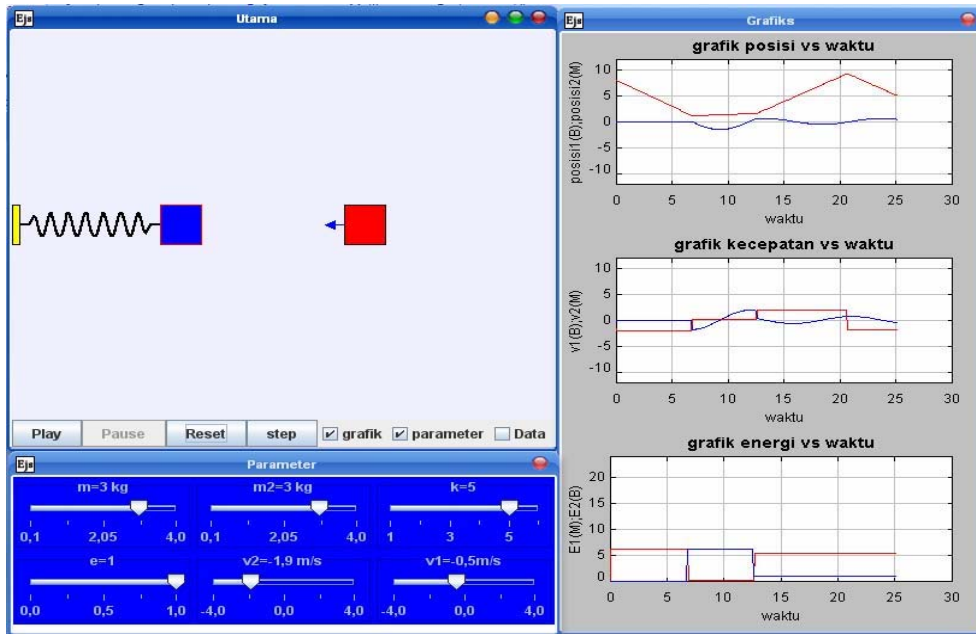 Ejs Utama
Play Pause Reset step grafik parameter Data
Ejs Parameter
m=3 kg m2=3 kg k=5
0,1 2,05 4,0 0,1 2,05 4,0 1 3 5
e=1 v2=-1,9 m/s v1=-0,5m/s
0,0 0,5 1,0 -4,0 0,0 4,0 -4,0 0,0 4,0
Ejs Grafiks
grafik posisi vs waktu
posisi1(B);posisi2(M)
10
5
0
-5
-10
0 5 10 15 20 25 30
waktu
grafik kecepatan vs waktu
v1(B);v2(M)
10
5
0
-5
-10
0 5 10 15 20 25 30
waktu
grafik energi vs waktu
E1(M);E2(B)
20
15
10
5
0
0 5 10 15 20 25 30
waktu